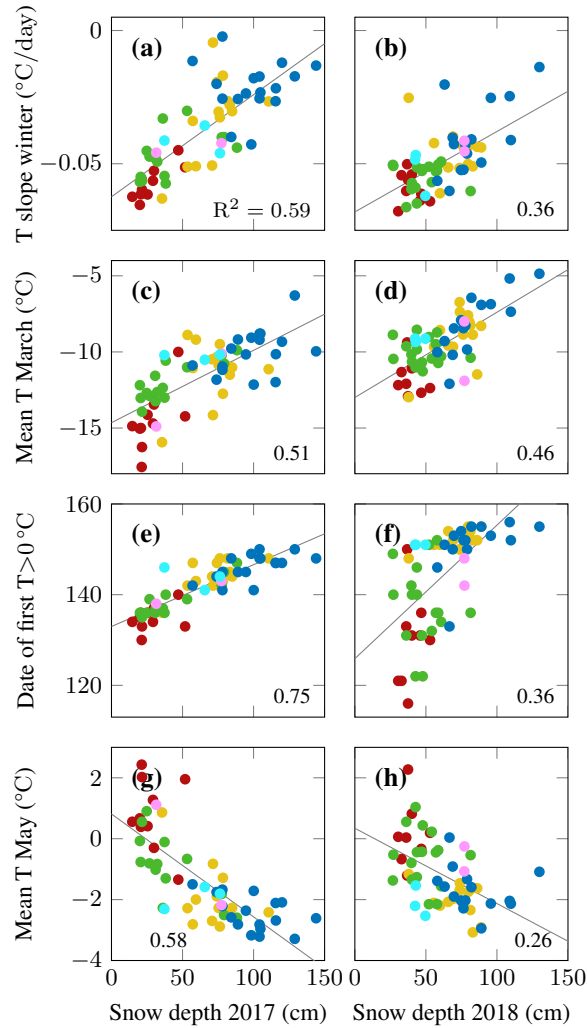 (a)
(b)
0
−0.05
T slope winter (°C/day)
R² = 0.59
0.36
(c)
(d)
−5
−10
−15
Mean T March (°C)
0.51
0.46
(e)
(f)
160
140
120
Date of first T>0 °C
0.75
0.36
(g)
(h)
2
0
−2
−4
Mean T May (°C)
0.58
0.26
0 50 100 150
0 50 100 150
Snow depth 2017 (cm)
Snow depth 2018 (cm)